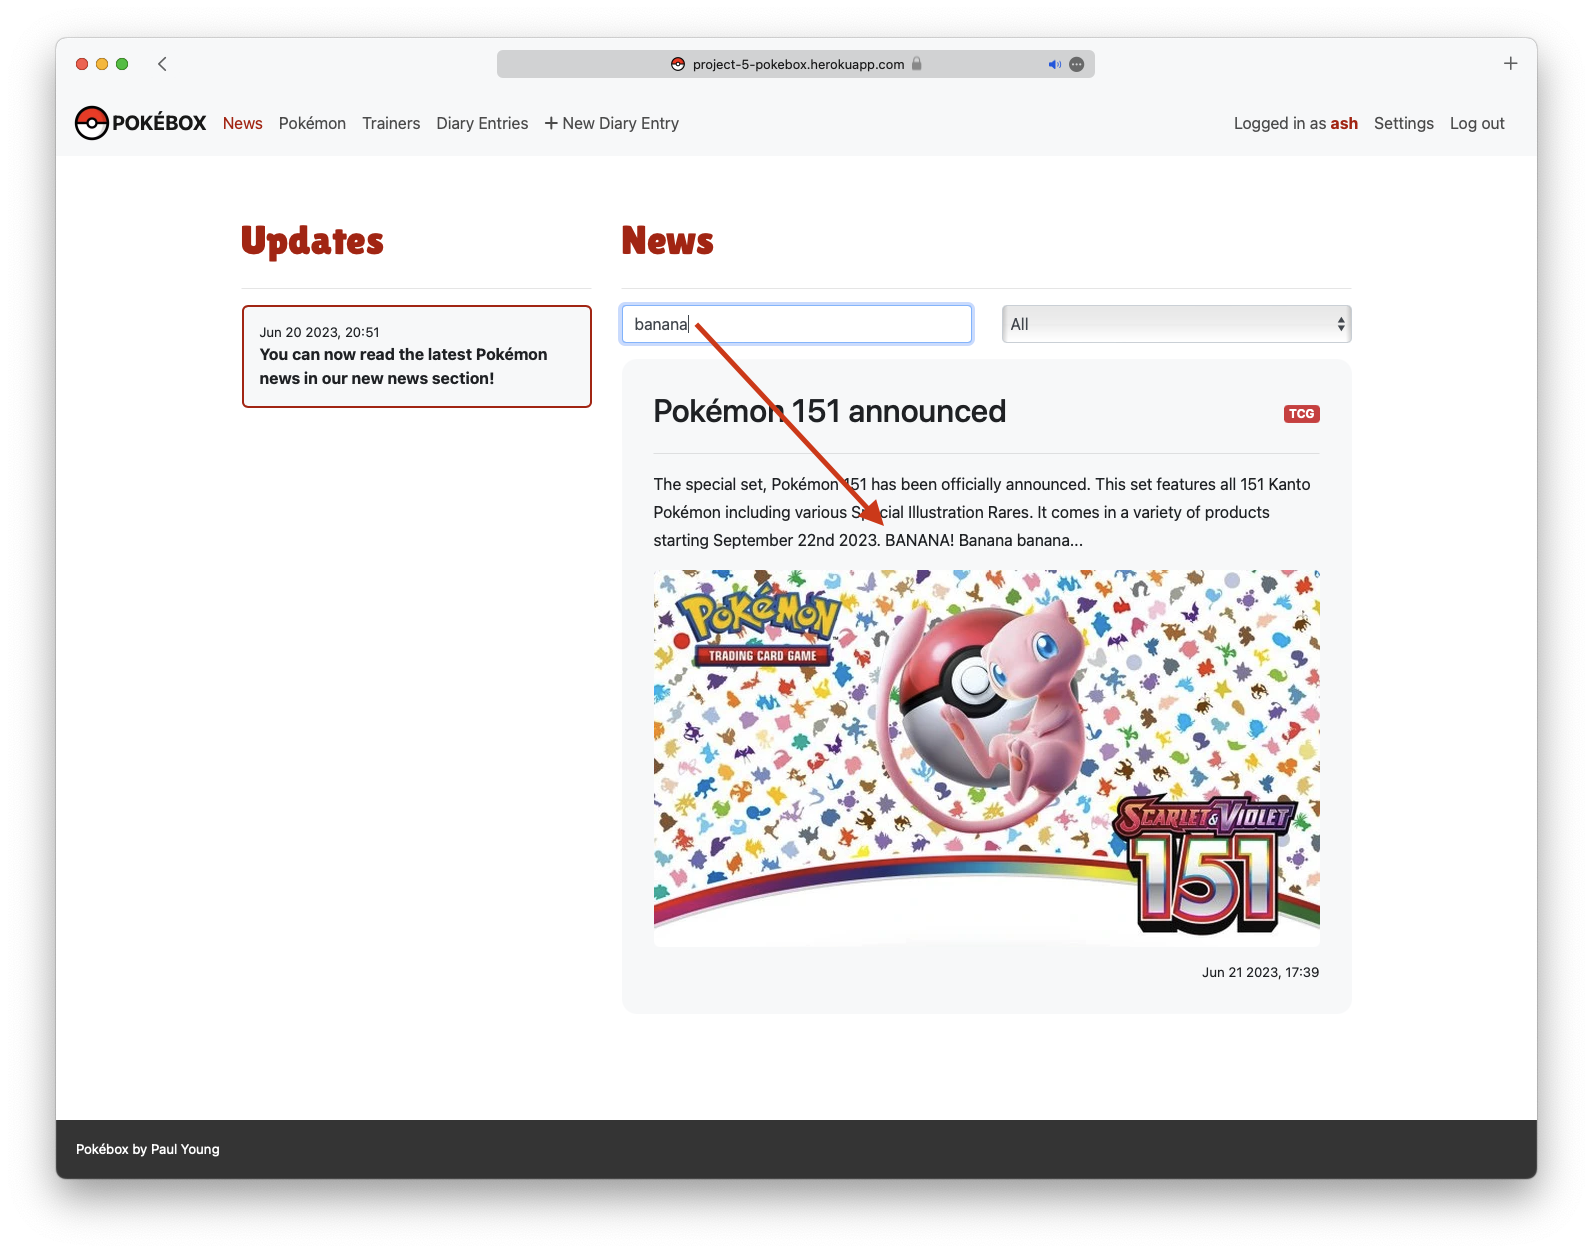 project-5-pokebox.herokuapp.com
POKÉBOX News Pokémon Trainers Diary Entries + New Diary Entry Logged in as ash Settings Log out
Updates
Jun 20 2023, 20:51
You can now read the latest Pokémon
news in our new news section!
News
banana
All
Pokémon 151 announced
TCG
The special set, Pokémon 151 has been officially announced. This set features all 151 Kanto
Pokémon including various Special Illustration Rares. It comes in a variety of products
starting September 22nd 2023. BANANA! Banana banana...
POKéMON
TRADING CARD GAME
SCARLET & VIOLET
151
Jun 21 2023, 17:39
Pokébox by Paul Young